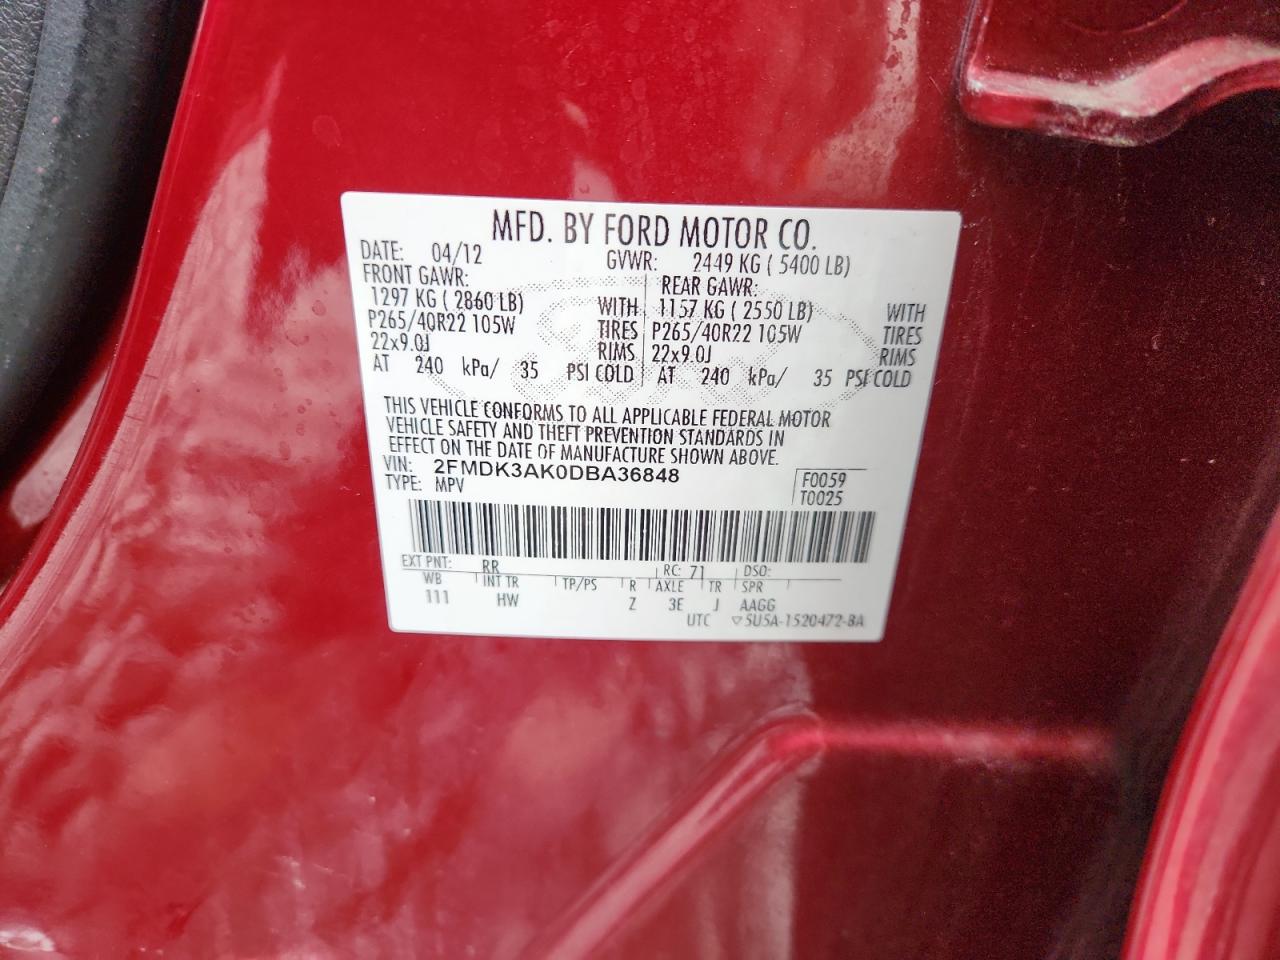 MFD. BY FORD MOTOR CO.
DATE: 04/12 GVWR: 2449 KG ( 5400 LB)
FRONT GAWR: REAR GAWR:
1297 KG ( 2860 LB) WITH 1157 KG ( 2550 LB) WITH
P265/40R22 105W TIRES P265/40R22 105W TIRES
22x9.0J RIMS 22x9.0J RIMS
AT 240 kPa/ 35 PSI COLD AT 240 kPa/ 35 PSI COLD
THIS VEHICLE CONFORMS TO ALL APPLICABLE FEDERAL MOTOR
VEHICLE SAFETY AND THEFT PREVENTION STANDARDS IN
EFFECT ON THE DATE OF MANUFACTURE SHOWN ABOVE.
VIN: 2FMDK3AK0DBA36848 F0059
TYPE: MPV T0025
EXT PNT: RR RC: 71 DSO:
WB INT TR TP/PS R AXLE TR SPR
111 HW Z 3E J AAGG
UTC ▽5U5A-1520472-BA